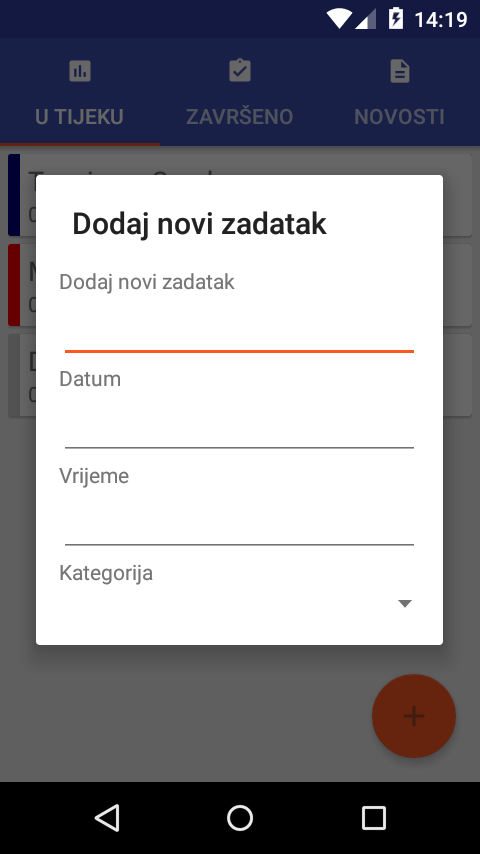 14:19
U TIJEKU ZAVRŠENO NOVOSTI
Dodaj novi zadatak
Dodaj novi zadatak
Datum
Vrijeme
Kategorija